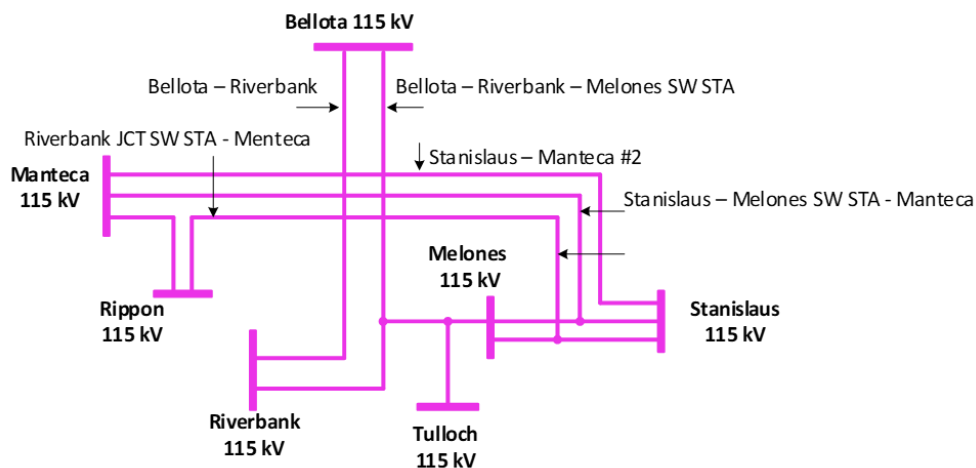 Bellota 115 kV
Bellota – Riverbank
Bellota – Riverbank – Melones SW STA
Riverbank JCT SW STA - Menteca
Stanislaus – Manteca #2
Manteca
115 kV
Stanislaus – Melones SW STA - Manteca
Melones
115 kV
Rippon
115 kV
Stanislaus
115 kV
Riverbank
115 kV
Tulloch
115 kV